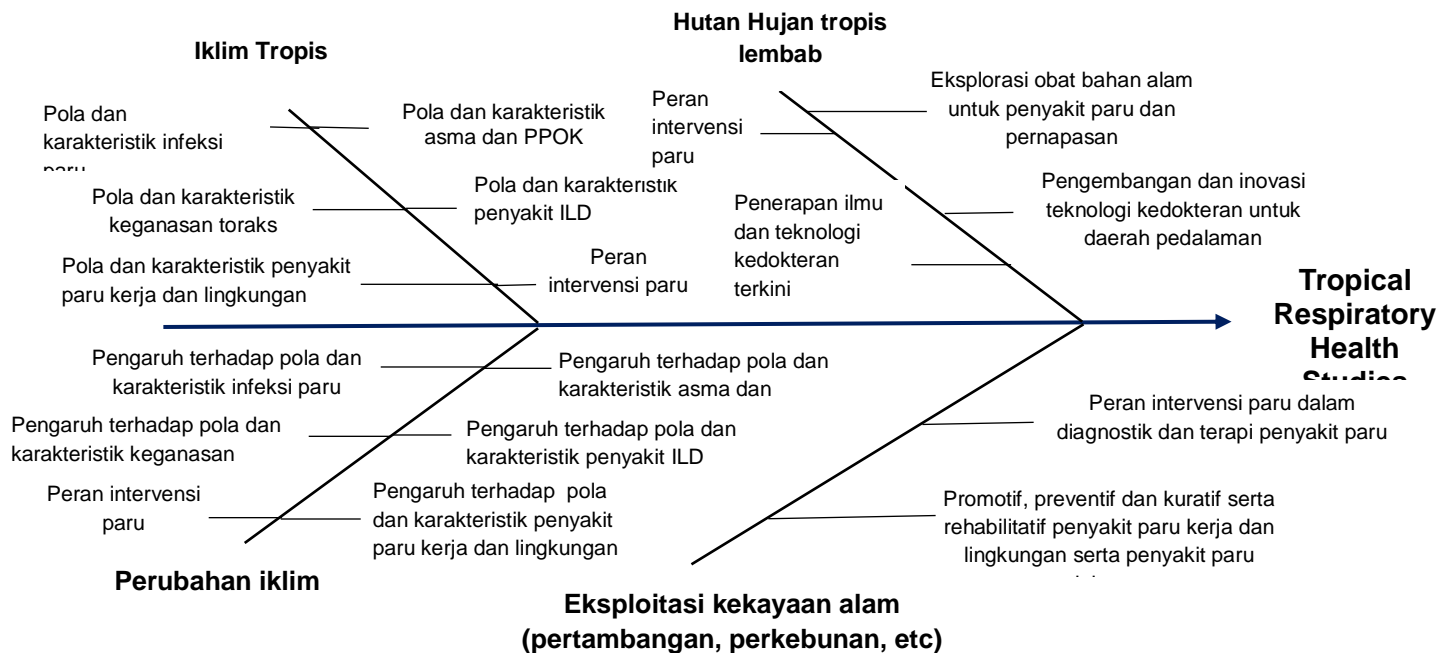 Hutan Hujan tropis
lembab
Iklim Tropis
Pola dan
karakteristik infeksi
paru
Pola dan karakteristik
asma dan PPOK
Pola dan karakteristik
keganasan toraks
Pola dan karakteristik
penyakit ILD
Pola dan karakteristik penyakit
paru kerja dan lingkungan
Peran
intervensi paru
Peran
intervensi
paru
Eksplorasi obat bahan alam
untuk penyakit paru dan
pernapasan
Penerapan ilmu
dan teknologi
kedokteran
terkini
Pengembangan dan inovasi
teknologi kedokteran untuk
daerah pedalaman
Tropical
Respiratory
Health
Studies
Pengaruh terhadap pola dan
karakteristik infeksi paru
Pengaruh terhadap pola dan
karakteristik asma dan
Pengaruh terhadap pola dan
karakteristik keganasan
Pengaruh terhadap pola dan
karakteristik penyakit ILD
Peran intervensi
paru
Pengaruh terhadap pola
dan karakteristik penyakit
paru kerja dan lingkungan
Perubahan iklim
Peran intervensi paru dalam
diagnostik dan terapi penyakit paru
Promotif, preventif dan kuratif serta
rehabilitatif penyakit paru kerja dan
lingkungan serta penyakit paru
Eksploitasi kekayaan alam
(pertambangan, perkebunan, etc)